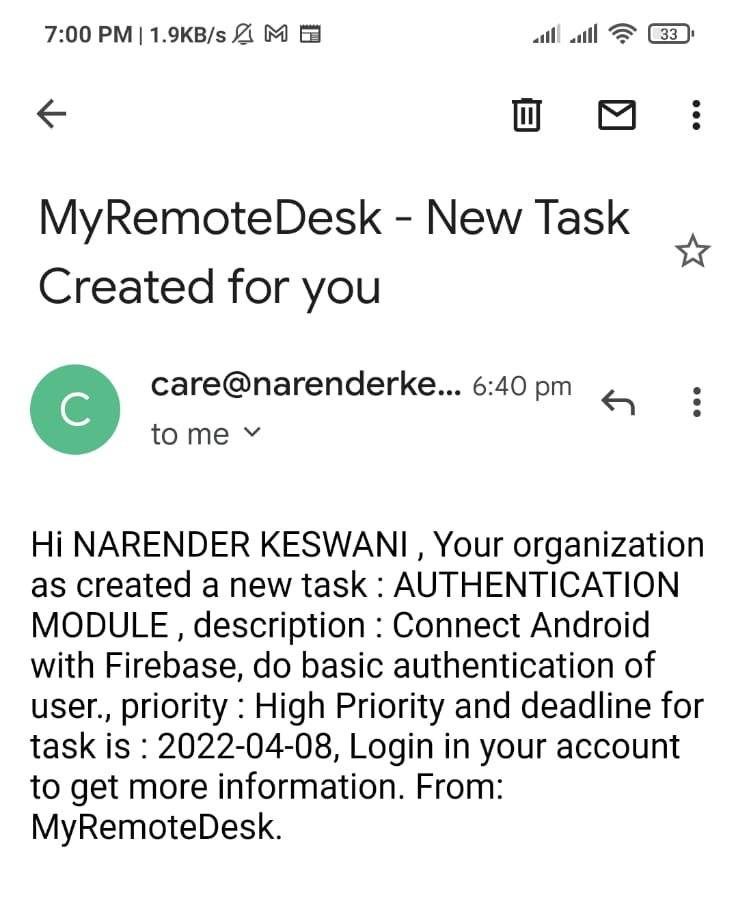 7:00 PM | 1.9KB/s
33
MyRemoteDesk - New Task
Created for you
C
care@narenderke... 6:40 pm
to me
Hi NARENDER KESWANI , Your organization
as created a new task : AUTHENTICATION
MODULE , description : Connect Android
with Firebase, do basic authentication of
user., priority : High Priority and deadline for
task is : 2022-04-08, Login in your account
to get more information. From:
MyRemoteDesk.